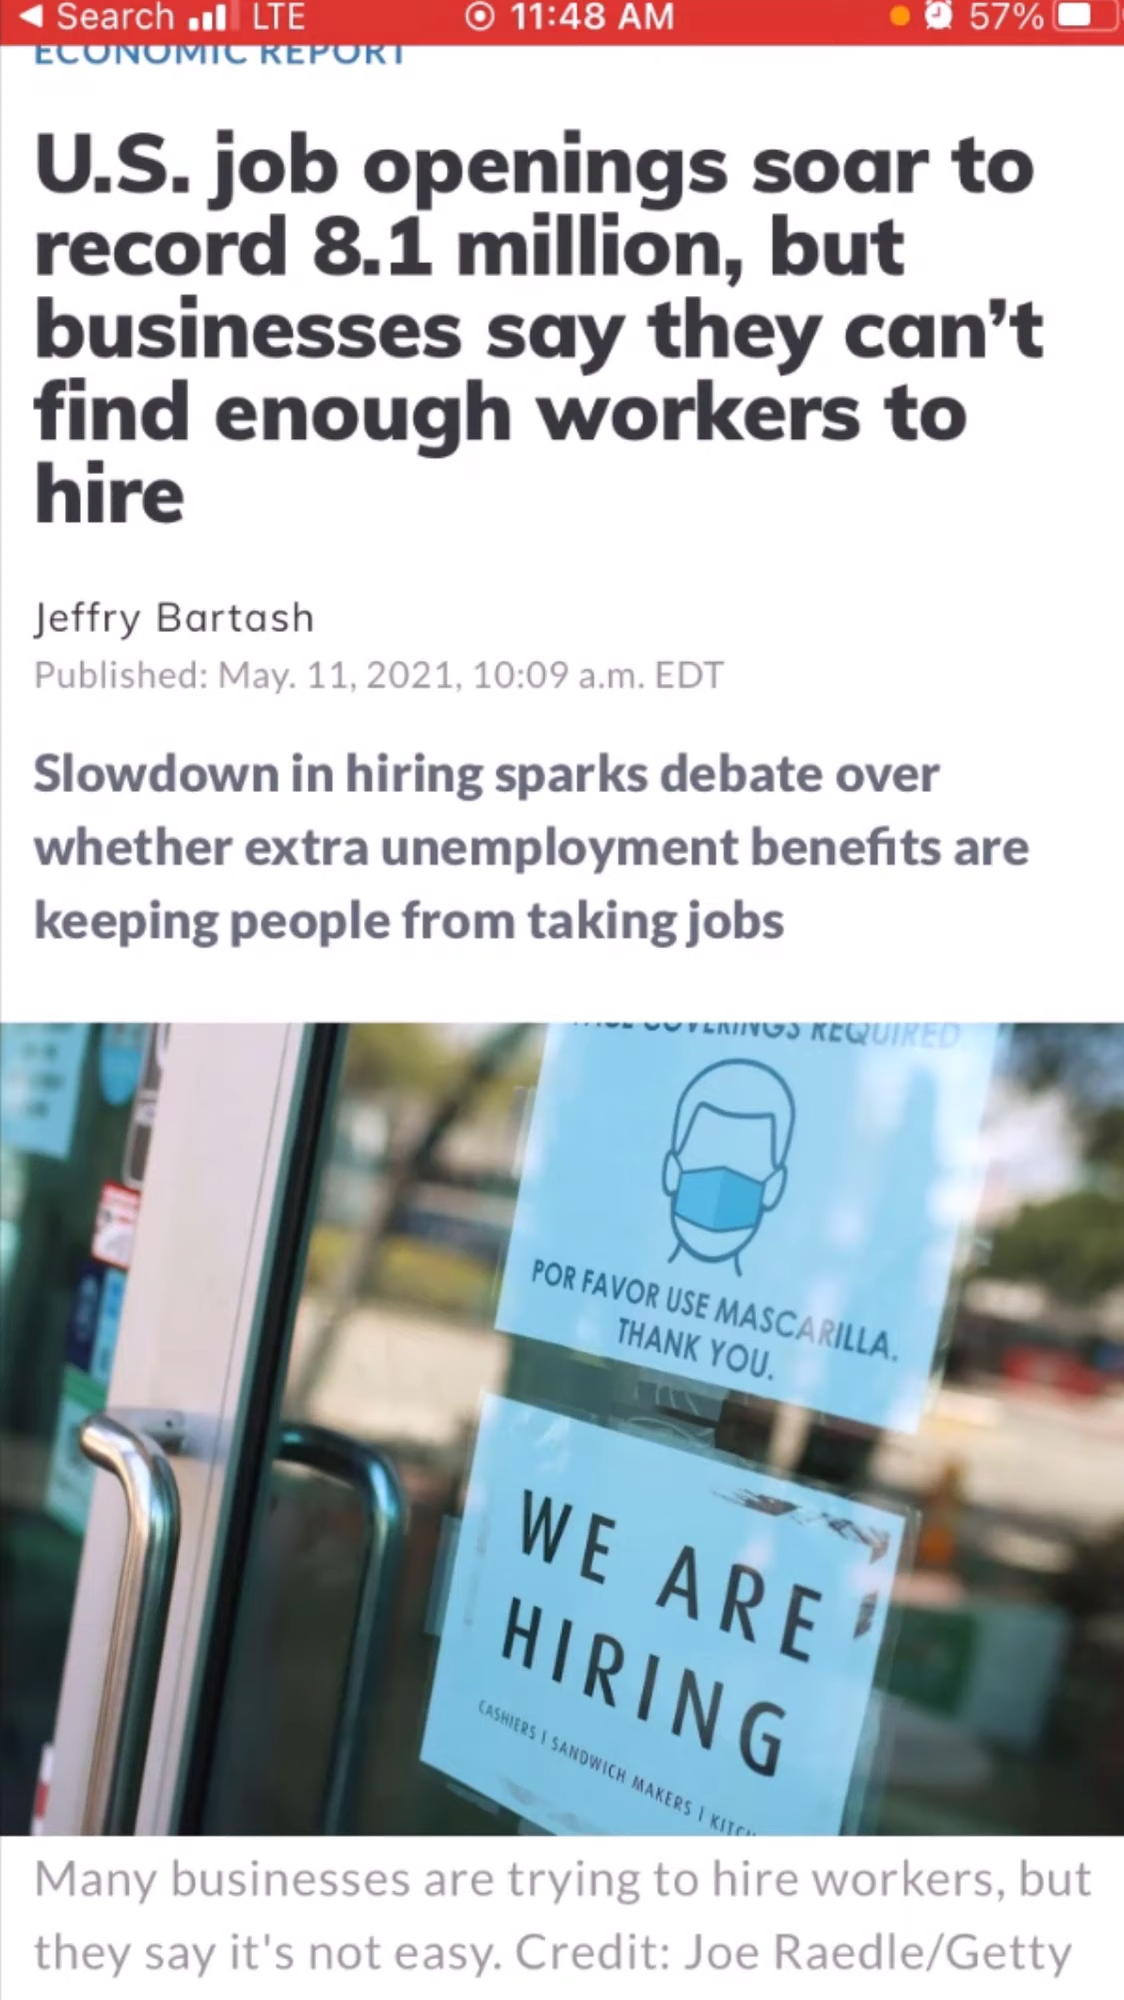 Search LTE 11:48 AM 57%
ECONOMIC REPORT
U.S. job openings soar to
record 8.1 million, but
businesses say they can’t
find enough workers to
hire
Jeffry Bartash
Published: May. 11, 2021, 10:09 a.m. EDT
Slowdown in hiring sparks debate over
whether extra unemployment benefits are
keeping people from taking jobs
COVERINGS REQUIRED
POR FAVOR USE MASCARILLA.
THANK YOU.
WE ARE
HIRING
CASHIERS | SANDWICH MAKERS |
Many businesses are trying to hire workers, but
they say it's not easy. Credit: Joe Raedle/Getty